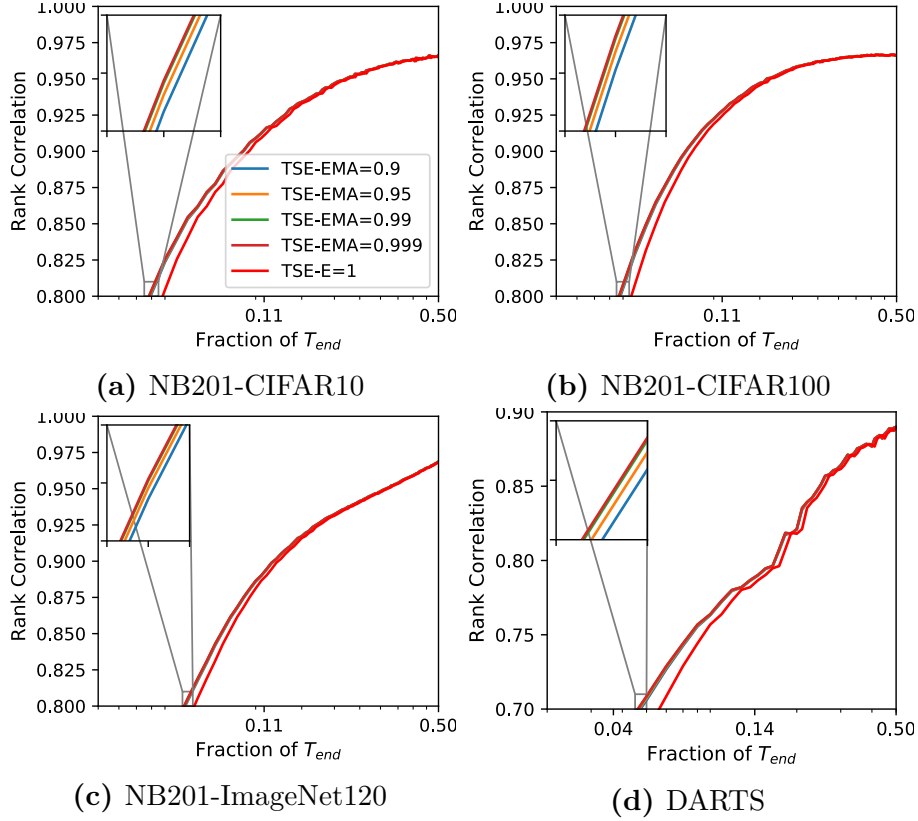 1.000
0.975
0.950
0.925
0.900
0.875
0.850
0.825
0.800
Rank Correlation
TSE-EMA=0.9
TSE-EMA=0.95
TSE-EMA=0.99
TSE-EMA=0.999
TSE-E=1
0.11
0.50
Fraction of T_end
(a) NB201-CIFAR10
1.000
0.975
0.950
0.925
0.900
0.875
0.850
0.825
0.800
Rank Correlation
0.11
0.50
Fraction of T_end
(b) NB201-CIFAR100
1.000
0.975
0.950
0.925
0.900
0.875
0.850
0.825
0.800
Rank Correlation
0.11
0.50
Fraction of T_end
(c) NB201-ImageNet120
0.90
0.85
0.80
0.75
0.70
Rank Correlation
0.04
0.14
0.50
Fraction of T_end
(d) DARTS